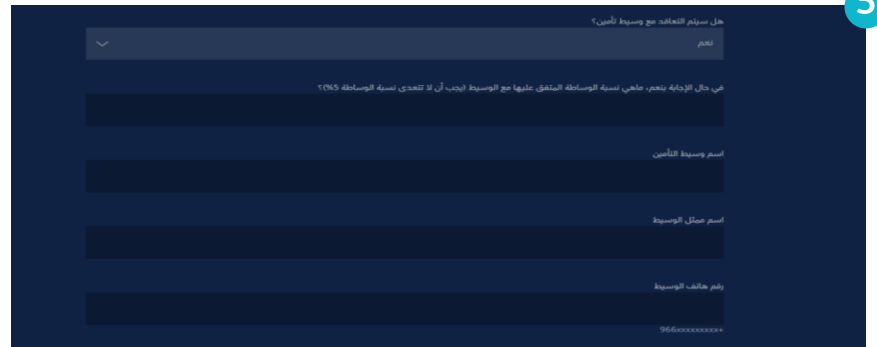 هل سيتم التعاقد مع وسيط تأمين؟
نعم
في حال الإجابة بنعم، ماهي نسبة الوساطة المتفق عليها مع الوسيط (يجب أن لا تتعدى نسبة الوساطة 5%)؟
اسم وسيط التأمين
اسم ممثل الوسيط
رقم هاتف الوسيط
+966xxxxxxxxx